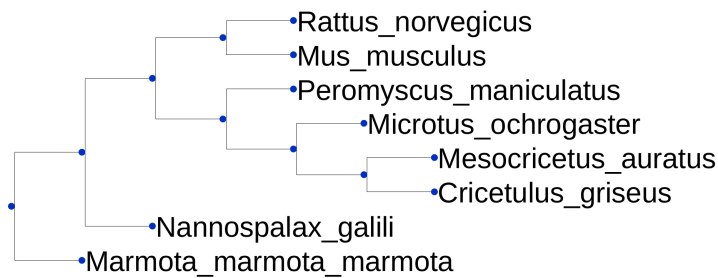 Rattus_norvegicus
Mus_musculus
Peromyscus_maniculatus
Microtus_ochrogaster
Mesocricetus_auratus
Cricetulus_griseus
Nannospalax_galili
Marmota_marmota_marmota